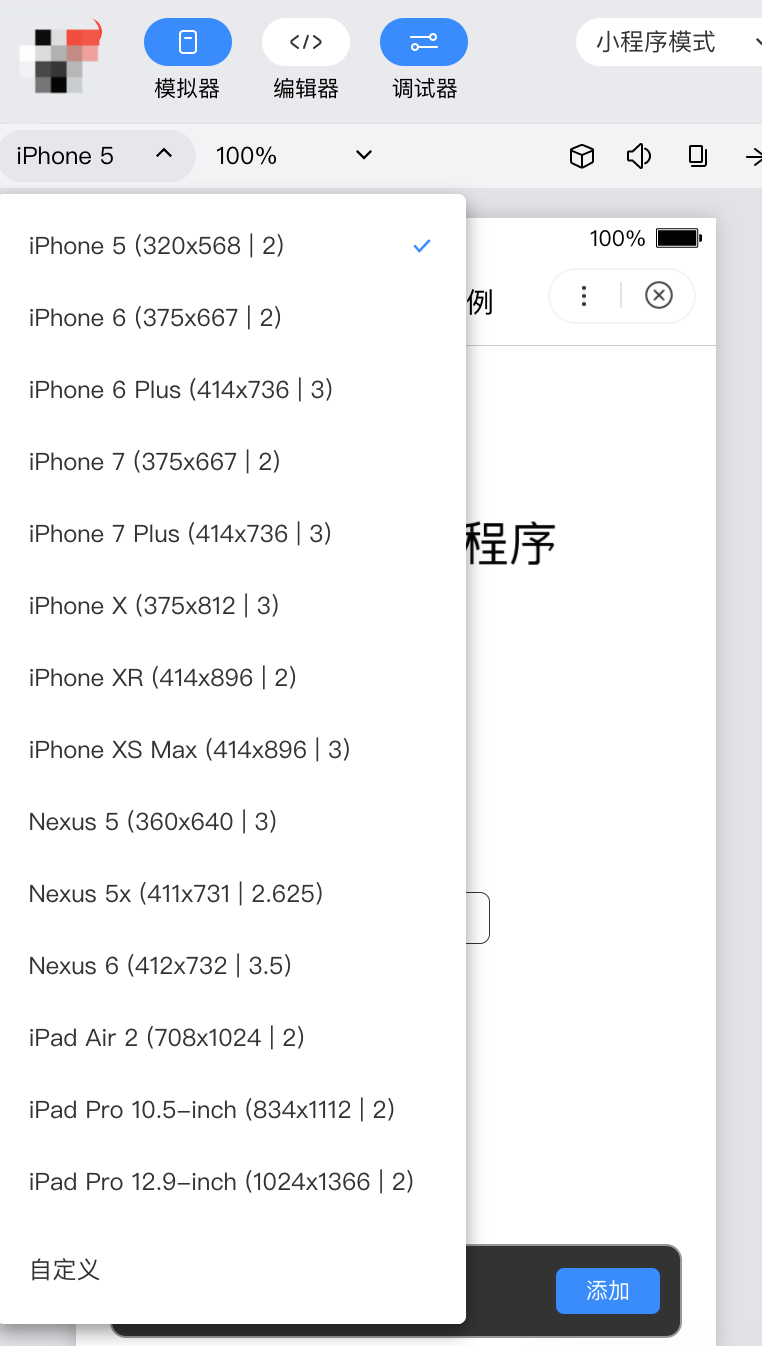 模拟器 编辑器 调试器 小程序模式
iPhone 5 100%
100%
iPhone 5 (320x568 | 2)
例
iPhone 6 (375x667 | 2)
iPhone 6 Plus (414x736 | 3)
iPhone 7 (375x667 | 2)
iPhone 7 Plus (414x736 | 3)
程序
iPhone X (375x812 | 3)
iPhone XR (414x896 | 2)
iPhone XS Max (414x896 | 3)
Nexus 5 (360x640 | 3)
Nexus 5x (411x731 | 2.625)
Nexus 6 (412x732 | 3.5)
iPad Air 2 (708x1024 | 2)
iPad Pro 10.5-inch (834x1112 | 2)
iPad Pro 12.9-inch (1024x1366 | 2)
自定义
添加